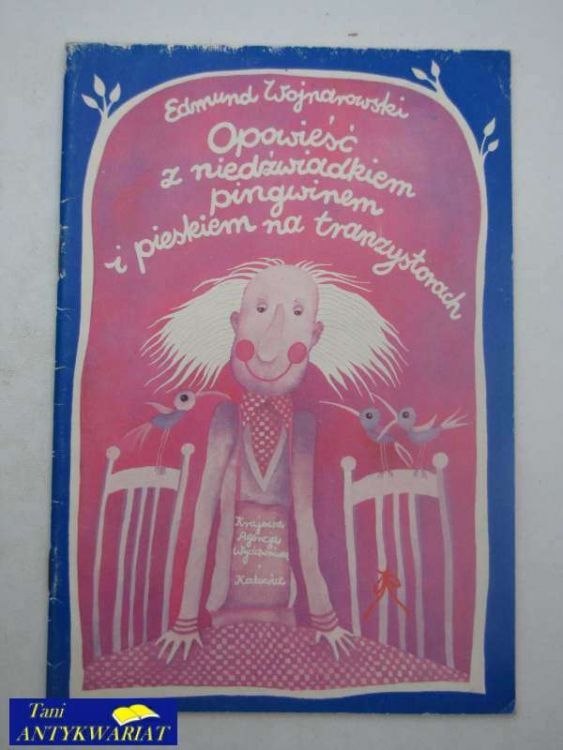 Edmund Wojnarowski
Opowieść
z niedźwiadkiem
pingwinem
i pieskiem na tranzystorach
Krajowa
Agencja
Wydawnicza
Katowice
Tani
ANTYKWARIAT